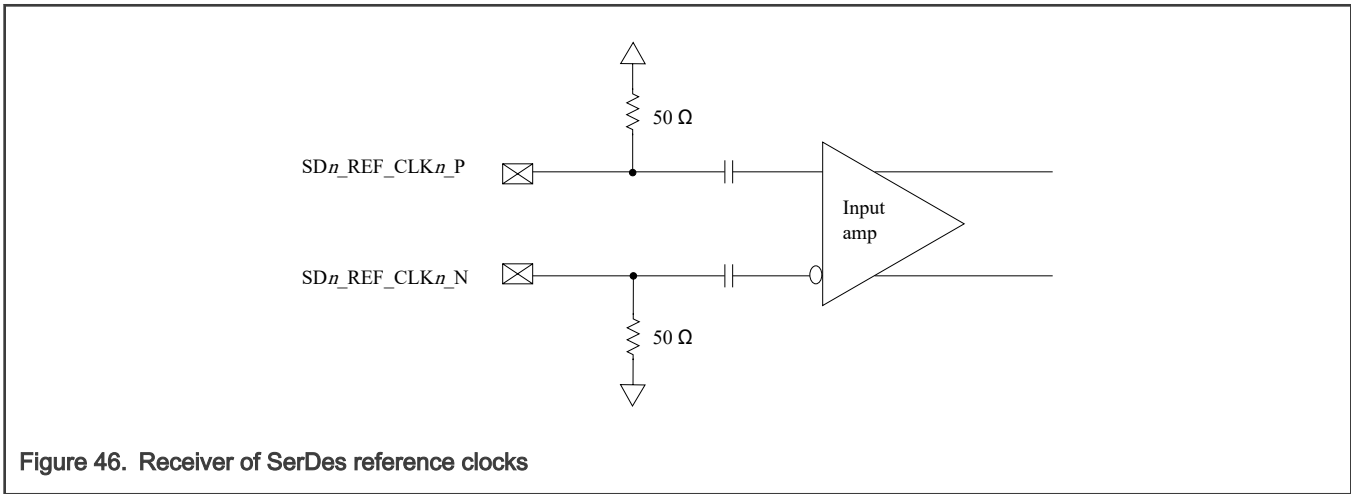 50 Ω
SDn_REF_CLKn_P
Input
amp
SDn_REF_CLKn_N
50 Ω
Figure 46. Receiver of SerDes reference clocks